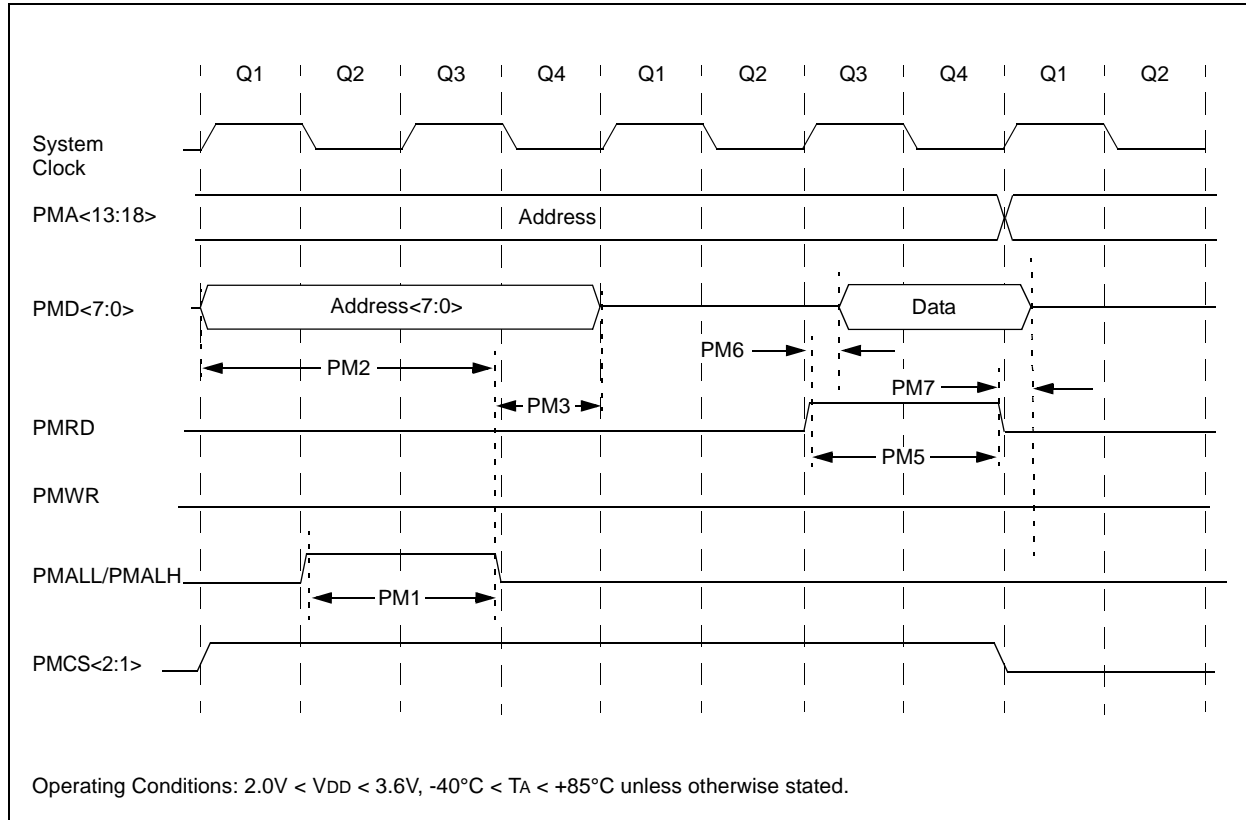 Q1 Q2 Q3 Q4 Q1 Q2 Q3 Q4 Q1 Q2
System
Clock
PMA<13:18>
Address
PMD<7:0>
Address<7:0>
Data
PM6
PM2
PM7
PM3
PMRD
PM5
PMWR
PMALL/PMALH
PM1
PMCS<2:1>
Operating Conditions: 2.0V < VDD < 3.6V, -40°C < TA < +85°C unless otherwise stated.